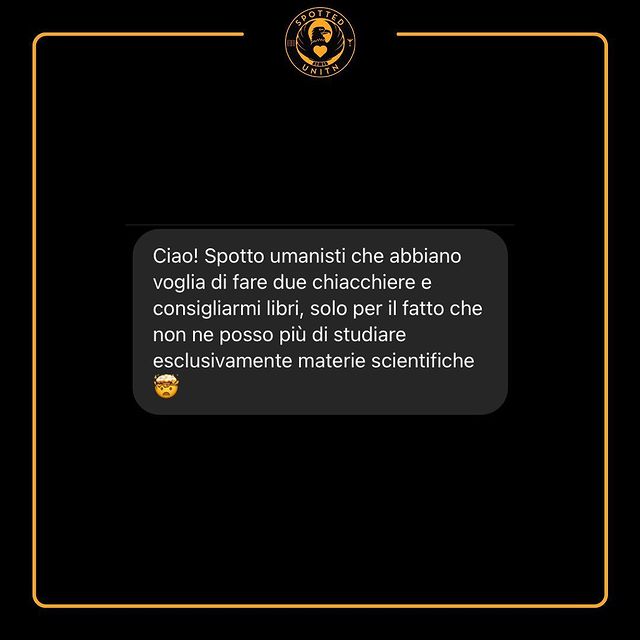 SPOTTED
UNITN
Ciao! Spotto umanisti che abbiano
voglia di fare due chiacchiere e
consigliarmi libri, solo per il fatto che
non ne posso più di studiare
esclusivamente materie scientifiche
🤯